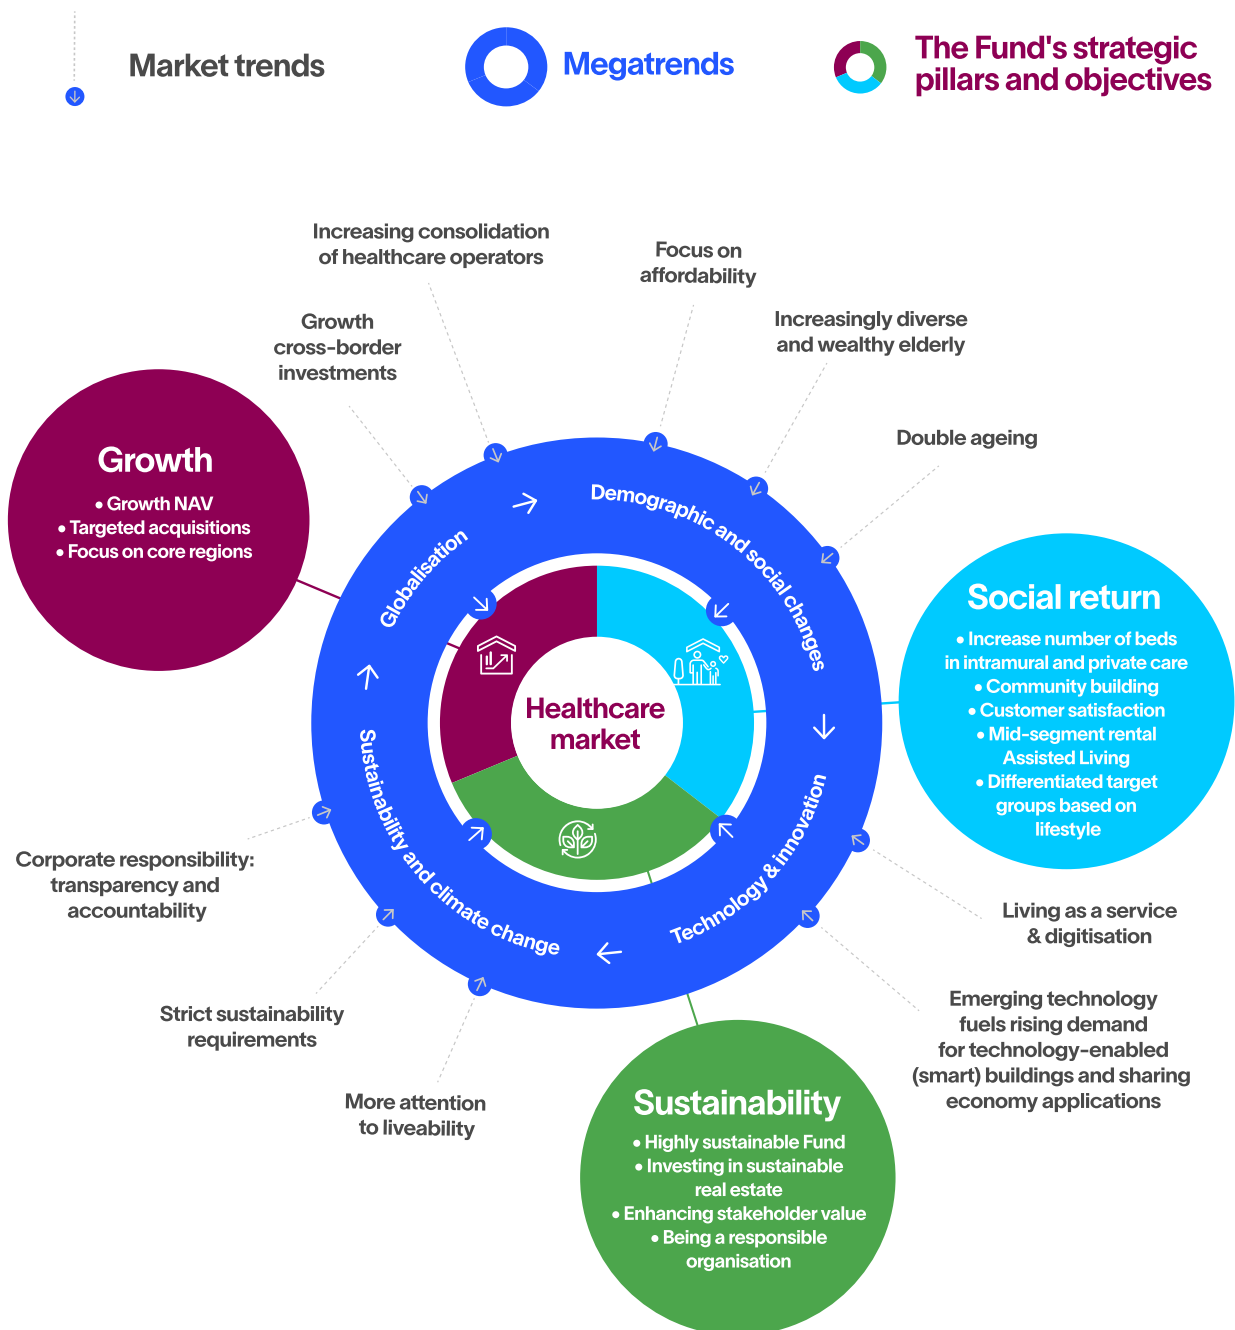 Market trends
Megatrends
The Fund's strategic
pillars and objectives
Increasing consolidation
of healthcare operators
Focus on
affordability
Growth
cross-border
investments
Increasingly diverse
and wealthy elderly
Double ageing
Growth
• Growth NAV
• Targeted acquisitions
• Focus on core regions
Globalisation
Demographic and social changes
Social return
• Increase number of beds
in intramural and private care
• Community building
• Customer satisfaction
• Mid-segment rental
Assisted Living
• Differentiated target
groups based on
lifestyle
Healthcare
market
Sustainability and climate change
Technology & innovation
Corporate responsibility:
transparency and
accountability
Living as a service
& digitisation
Strict sustainability
requirements
Emerging technology
fuels rising demand
for technology-enabled
(smart) buildings and sharing
economy applications
More attention
to liveability
Sustainability
• Highly sustainable Fund
• Investing in sustainable
real estate
• Enhancing stakeholder value
• Being a responsible
organisation